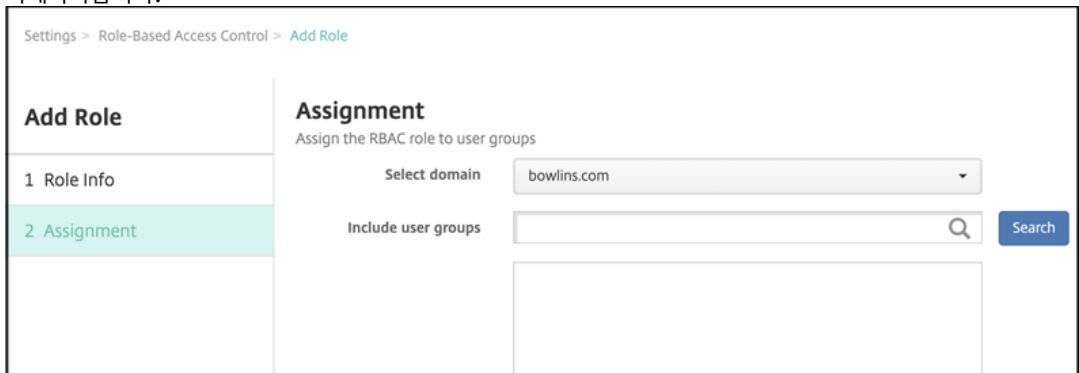 Settings > Role-Based Access Control > Add Role
Add Role
1 Role Info
2 Assignment
Assignment
Assign the RBAC role to user groups
Select domain bowlins.com
Include user groups Search